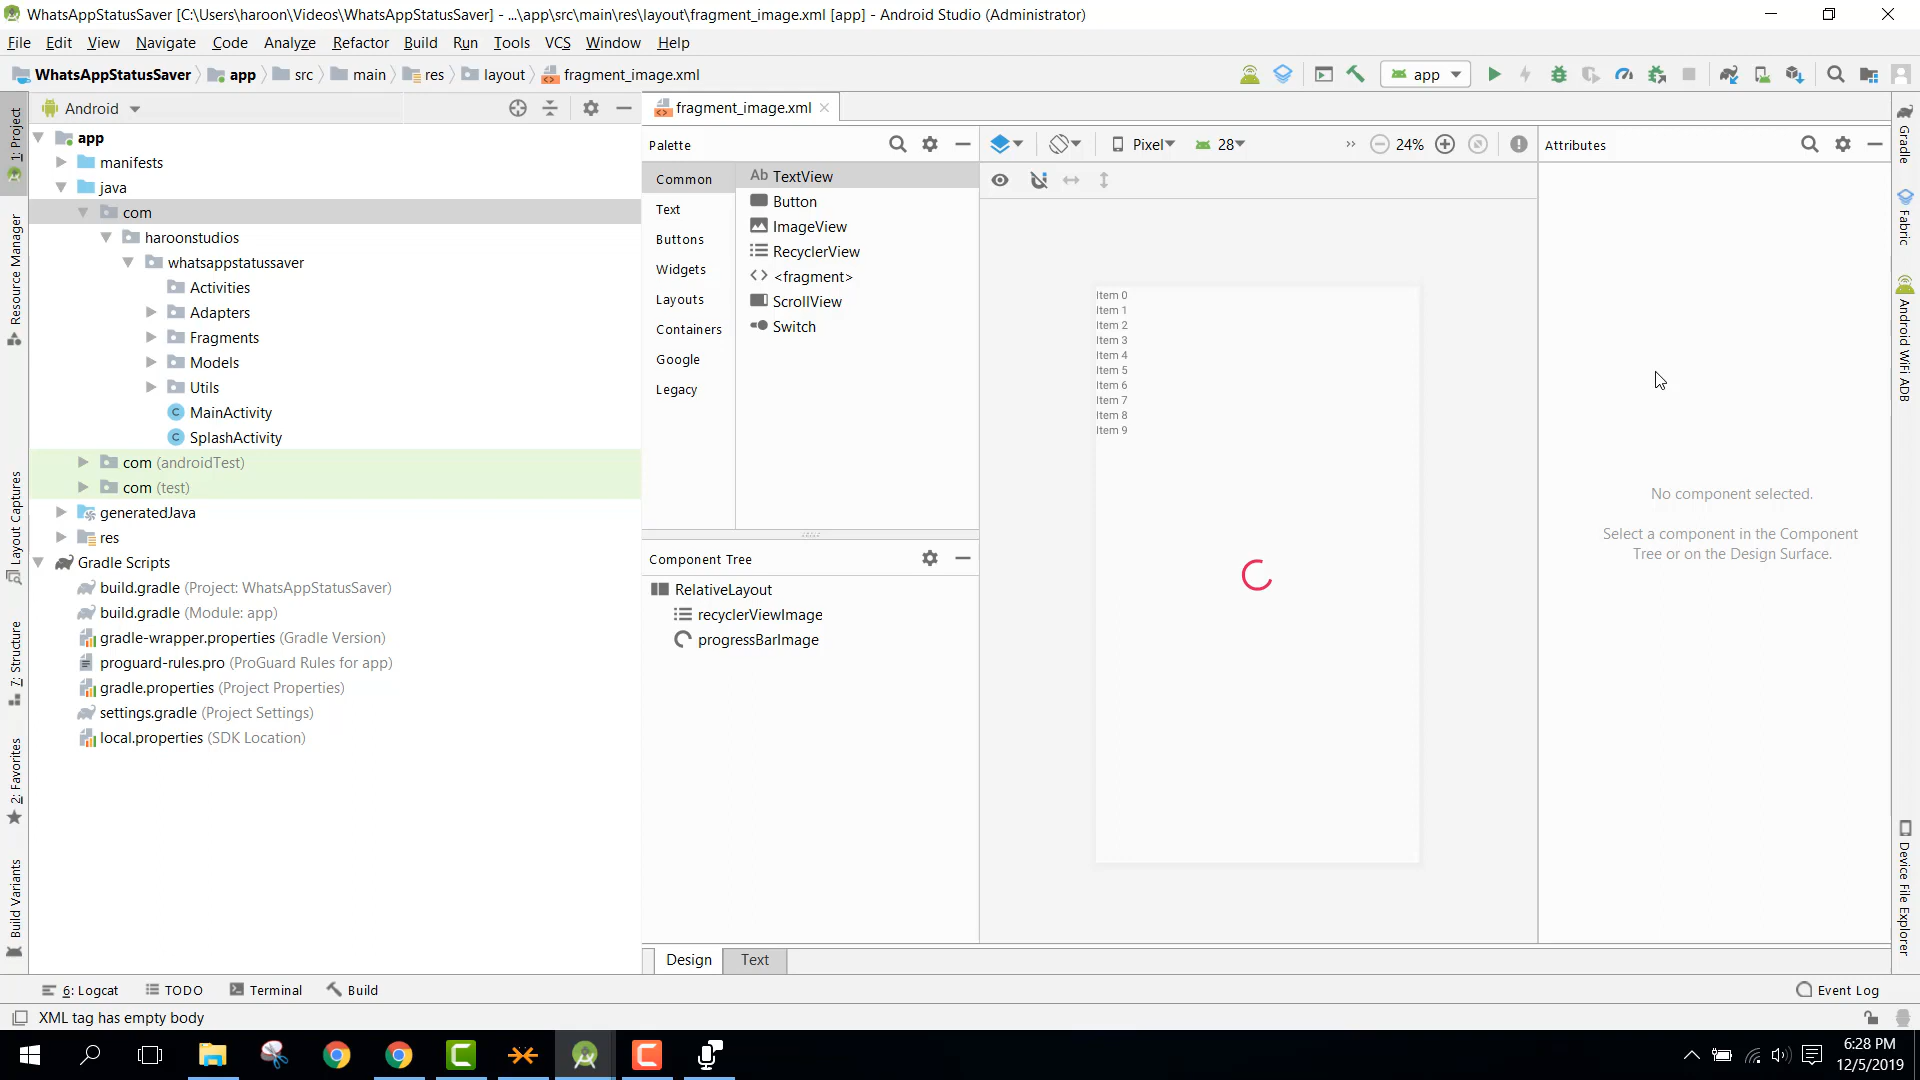 WhatsAppStatusSaver [C:\Users\haroon\Videos\WhatsAppStatusSaver] - ...\app\src\main\res\layout\fragment_image.xml [app] - Android Studio (Administrator)
File Edit View Navigate Code Analyze Refactor Build Run Tools VCS Window Help
WhatsAppStatusSaver app src main res layout fragment_image.xml
app
Android
fragment_image.xml
1: Project
Resource Manager
Layout Captures
7: Structure
2: Favorites
Build Variants
app
manifests
java
com
haroonstudios
whatsappstatussaver
Activities
Adapters
Fragments
Models
Utils
MainActivity
SplashActivity
com (androidTest)
com (test)
generatedJava
res
Gradle Scripts
build.gradle (Project: WhatsAppStatusSaver)
build.gradle (Module: app)
gradle-wrapper.properties (Gradle Version)
proguard-rules.pro (ProGuard Rules for app)
gradle.properties (Project Properties)
settings.gradle (Project Settings)
local.properties (SDK Location)
Palette
Common
Text
Buttons
Widgets
Layouts
Containers
Google
Legacy
Ab TextView
Button
ImageView
RecyclerView
<fragment>
ScrollView
Switch
Component Tree
RelativeLayout
recyclerViewImage
progressBarImage
Pixel 28 24%
Item 0
Item 1
Item 2
Item 3
Item 4
Item 5
Item 6
Item 7
Item 8
Item 9
Attributes
No component selected.
Select a component in the Component
Tree or on the Design Surface.
Gradle
Fabric
Android WiFi ADB
Device File Explorer
Design Text
6: Logcat TODO Terminal Build Event Log
XML tag has empty body
6:28 PM
12/5/2019